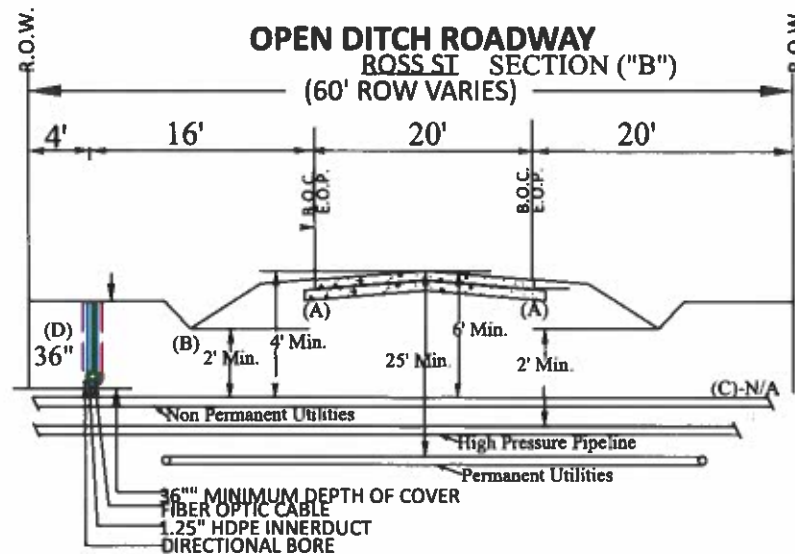 OPEN DITCH ROADWAY
ROSS ST SECTION ("B")
(60' ROW VARIES)
R.O.W.
R.O.W.
4' 16' 20' 20'
B.O.C.
E.O.P.
B.O.C.
E.O.P.
(A) (A)
(D)
36"
(B)
2' Min.
4' Min.
25' Min.
6' Min.
2' Min.
(C)-N/A
Non Permanent Utilities
High Pressure Pipeline
Permanent Utilities
36"" MINIMUM DEPTH OF COVER
FIBER OPTIC CABLE
1.25" HDPE INNERDUCT
DIRECTIONAL BORE